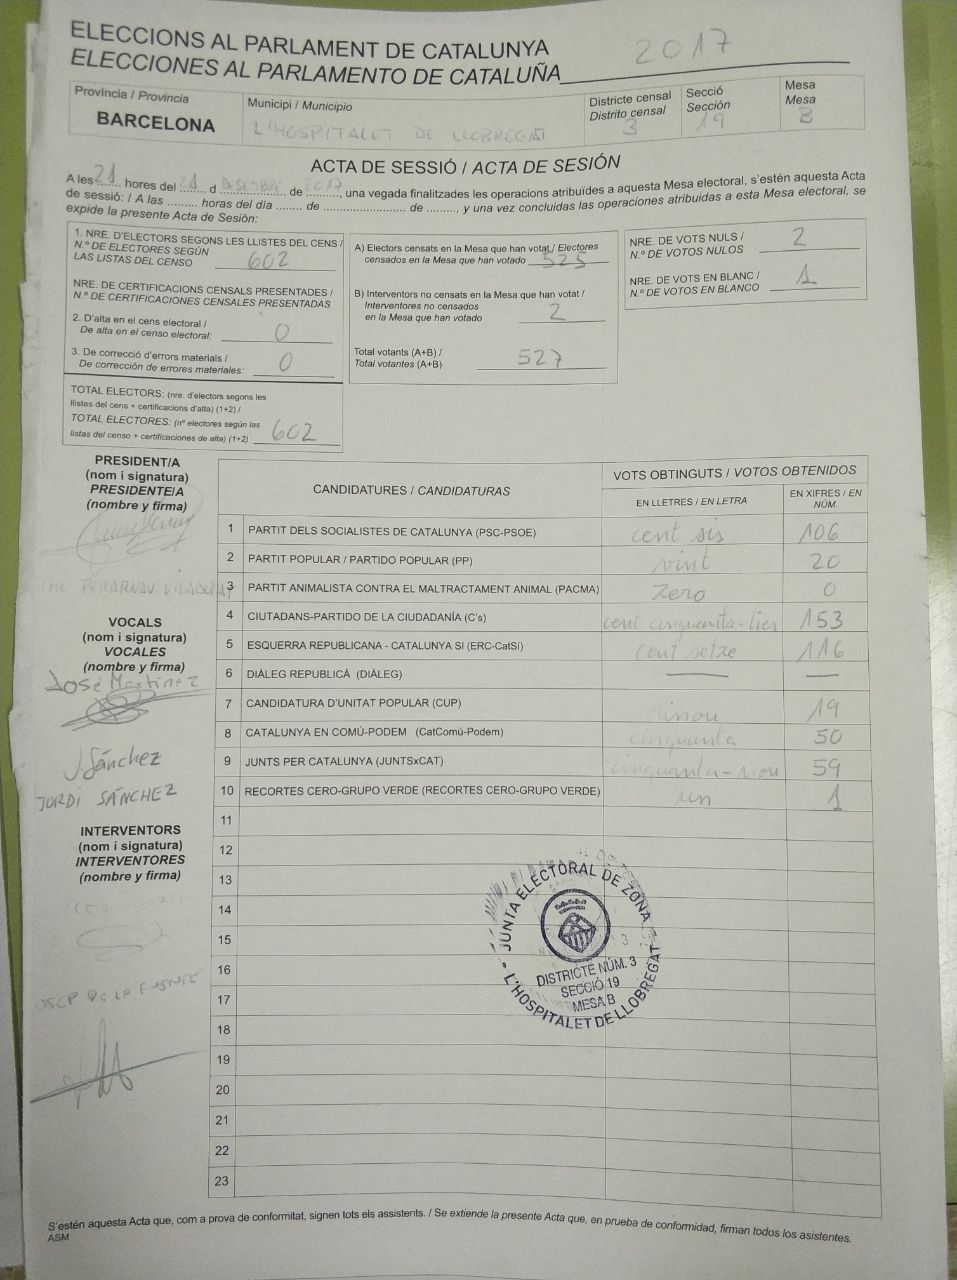 ELECCIONS AL PARLAMENT DE CATALUNYA
ELECCIONES AL PARLAMENTO DE CATALUÑA 2017
Província / Provincia
BARCELONA
Municipi / Municipio
L'HOSPITALET DE LLOBREGAT
Districte censal
Distrito censal
3
Secció
Sección
19
Mesa
Mesa
B
ACTA DE SESSIÓ / ACTA DE SESIÓN
A les 21 hores del 21 d DESEMBRE de 2017, una vegada finalitzades les operacions atribuïdes a aquesta Mesa electoral, s'estén aquesta Acta
de sessió: / A las ......... horas del día ........ de ......................... de ........., y una vez concluidas las operaciones atribuidas a esta Mesa electoral, se
expide la presente Acta de Sesión:
1. NRE. D'ELECTORS SEGONS LES LLISTES DEL CENS /
N.º DE ELECTORES SEGÚN
LAS LISTAS DEL CENSO 602
NRE. DE CERTIFICACIONS CENSALS PRESENTADES /
N.º DE CERTIFICACIONES CENSALES PRESENTADAS
2. D'alta en el cens electoral /
De alta en el censo electoral: 0
3. De correcció d'errors materials /
De corrección de errores materiales: 0
TOTAL ELECTORS: (nre. d'electors segons les
llistes del cens + certificacions d'alta) (1+2) /
TOTAL ELECTORES: (nº electores según las
listas del censo + certificaciones de alta) (1+2) 602
A) Electors censats en la Mesa que han votat / Electores
censados en la Mesa que han votado 525
B) Interventors no censats en la Mesa que han votat /
Interventores no censados
en la Mesa que han votado 2
Total votants (A+B) /
Total votantes (A+B) 527
NRE. DE VOTS NULS /
N.º DE VOTOS NULOS 2
NRE. DE VOTS EN BLANC /
N.º DE VOTOS EN BLANCO 1
PRESIDENT/A
(nom i signatura)
PRESIDENTE/A
(nombre y firma)
VOCALS
(nom i signatura)
VOCALES
(nombre y firma)
José Martínez
J. Sánchez
JORDI SÁNCHEZ
INTERVENTORS
(nom i signatura)
INTERVENTORES
(nombre y firma)
CANDIDATURES / CANDIDATURAS
VOTS OBTINGUTS / VOTOS OBTENIDOS
EN LLETRES / EN LETRA
EN XIFRES / EN
NÚM.
1 PARTIT DELS SOCIALISTES DE CATALUNYA (PSC-PSOE) cent sis 106
2 PARTIT POPULAR / PARTIDO POPULAR (PP) vint 20
3 PARTIT ANIMALISTA CONTRA EL MALTRACTAMENT ANIMAL (PACMA) Zero 0
4 CIUTADANS-PARTIDO DE LA CIUDADANÍA (C's) cent cinquanta-tres 153
5 ESQUERRA REPUBLICANA - CATALUNYA SI (ERC-CatSí) cent setze 116
6 DIÀLEG REPUBLICÀ (DIÀLEG) — —
7 CANDIDATURA D'UNITAT POPULAR (CUP) dinou 19
8 CATALUNYA EN COMÚ-PODEM (CatComú-Podem) cinquanta 50
9 JUNTS PER CATALUNYA (JUNTSxCAT) cinquanta-nou 59
10 RECORTES CERO-GRUPO VERDE (RECORTES CERO-GRUPO VERDE) un 1
11
12
13
14
15
16
17
18
19
20
21
22
23
JUNTA ELECTORAL DE ZONA
DISTRICTE NÚM. 3
SECCIÓ 19
MESA B
L'HOSPITALET DE LLOBREGAT
S'estén aquesta Acta que, com a prova de conformitat, signen tots els assistents. / Se extiende la presente Acta que, en prueba de conformidad, firman todos los asistentes.
ASM